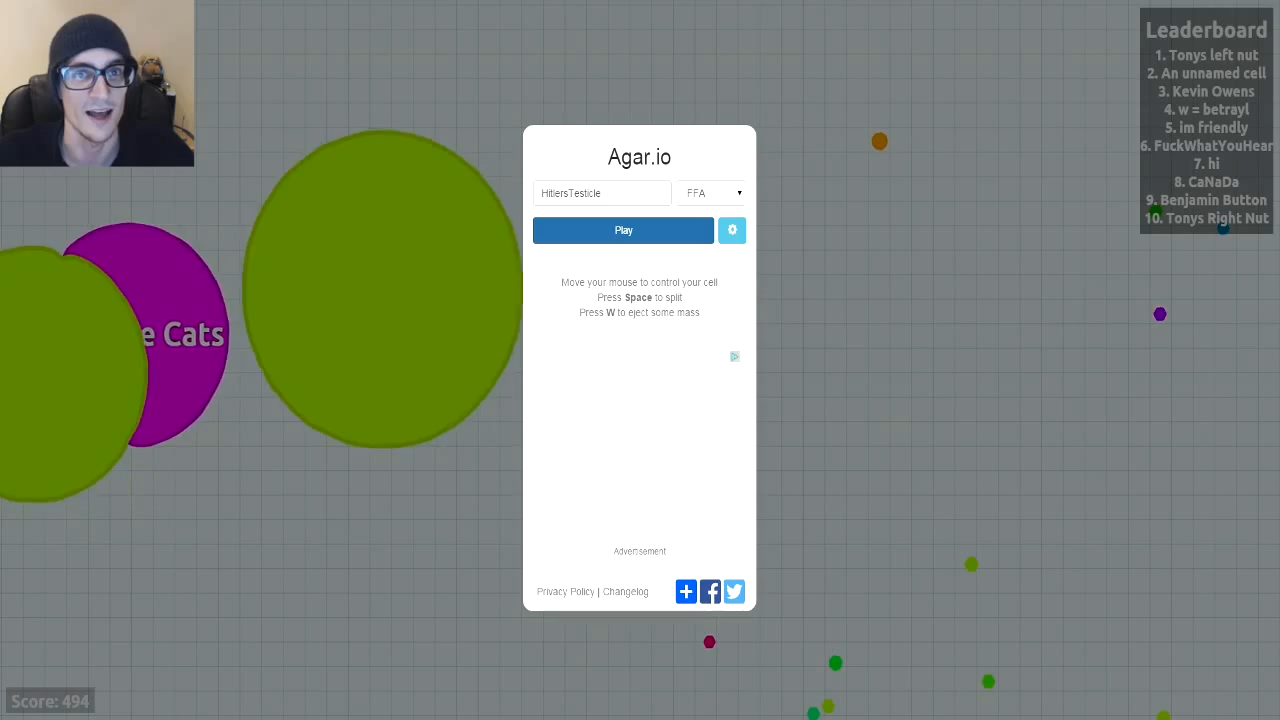 Leaderboard
1. Tonys left nut
2. An unnamed cell
3. Kevin Owens
4. w = betrayl
5. im friendly
6. FuckWhatYouHear
7. hi
8. CaNaDa
9. Benjamin Button
10. Tonys Right Nut
Agar.io
HitlersTesticle
FFA
Play
Move your mouse to control your cell
Press Space to split
Press W to eject some mass
e Cats
Advertisement
Privacy Policy | Changelog
Score: 494